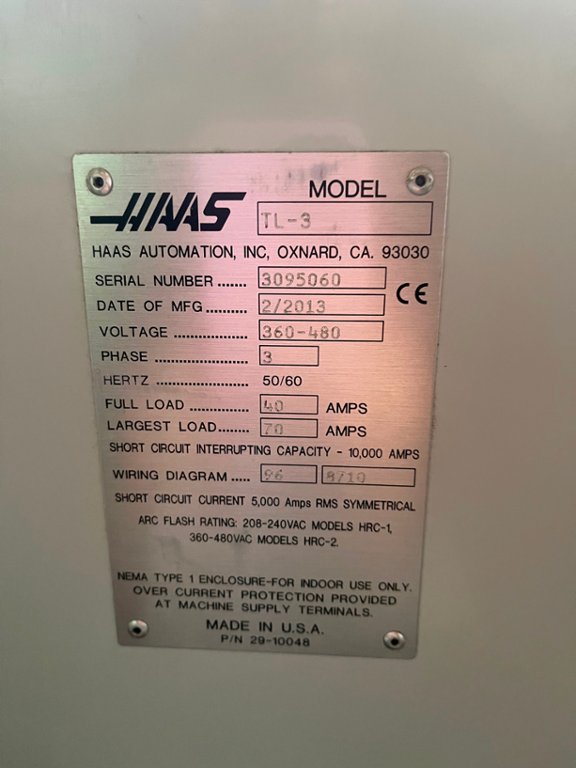 HAAS
MODEL
TL-3
HAAS AUTOMATION, INC, OXNARD, CA. 93030
SERIAL NUMBER ....... 3095060
CE
DATE OF MFG ........... 2/2013
VOLTAGE .................. 360-480
PHASE ....................... 3
HERTZ ....................... 50/60
FULL LOAD ............... 40 AMPS
LARGEST LOAD........ 70 AMPS
SHORT CIRCUIT INTERRUPTING CAPACITY - 10,000 AMPS
WIRING DIAGRAM ..... 96 8/10
SHORT CIRCUIT CURRENT 5,000 Amps RMS SYMMETRICAL
ARC FLASH RATING: 208-240VAC MODELS HRC-1,
360-480VAC MODELS HRC-2.
NEMA TYPE 1 ENCLOSURE-FOR INDOOR USE ONLY.
OVER CURRENT PROTECTION PROVIDED
AT MACHINE SUPPLY TERMINALS.
MADE IN U.S.A.
P/N 29-10048